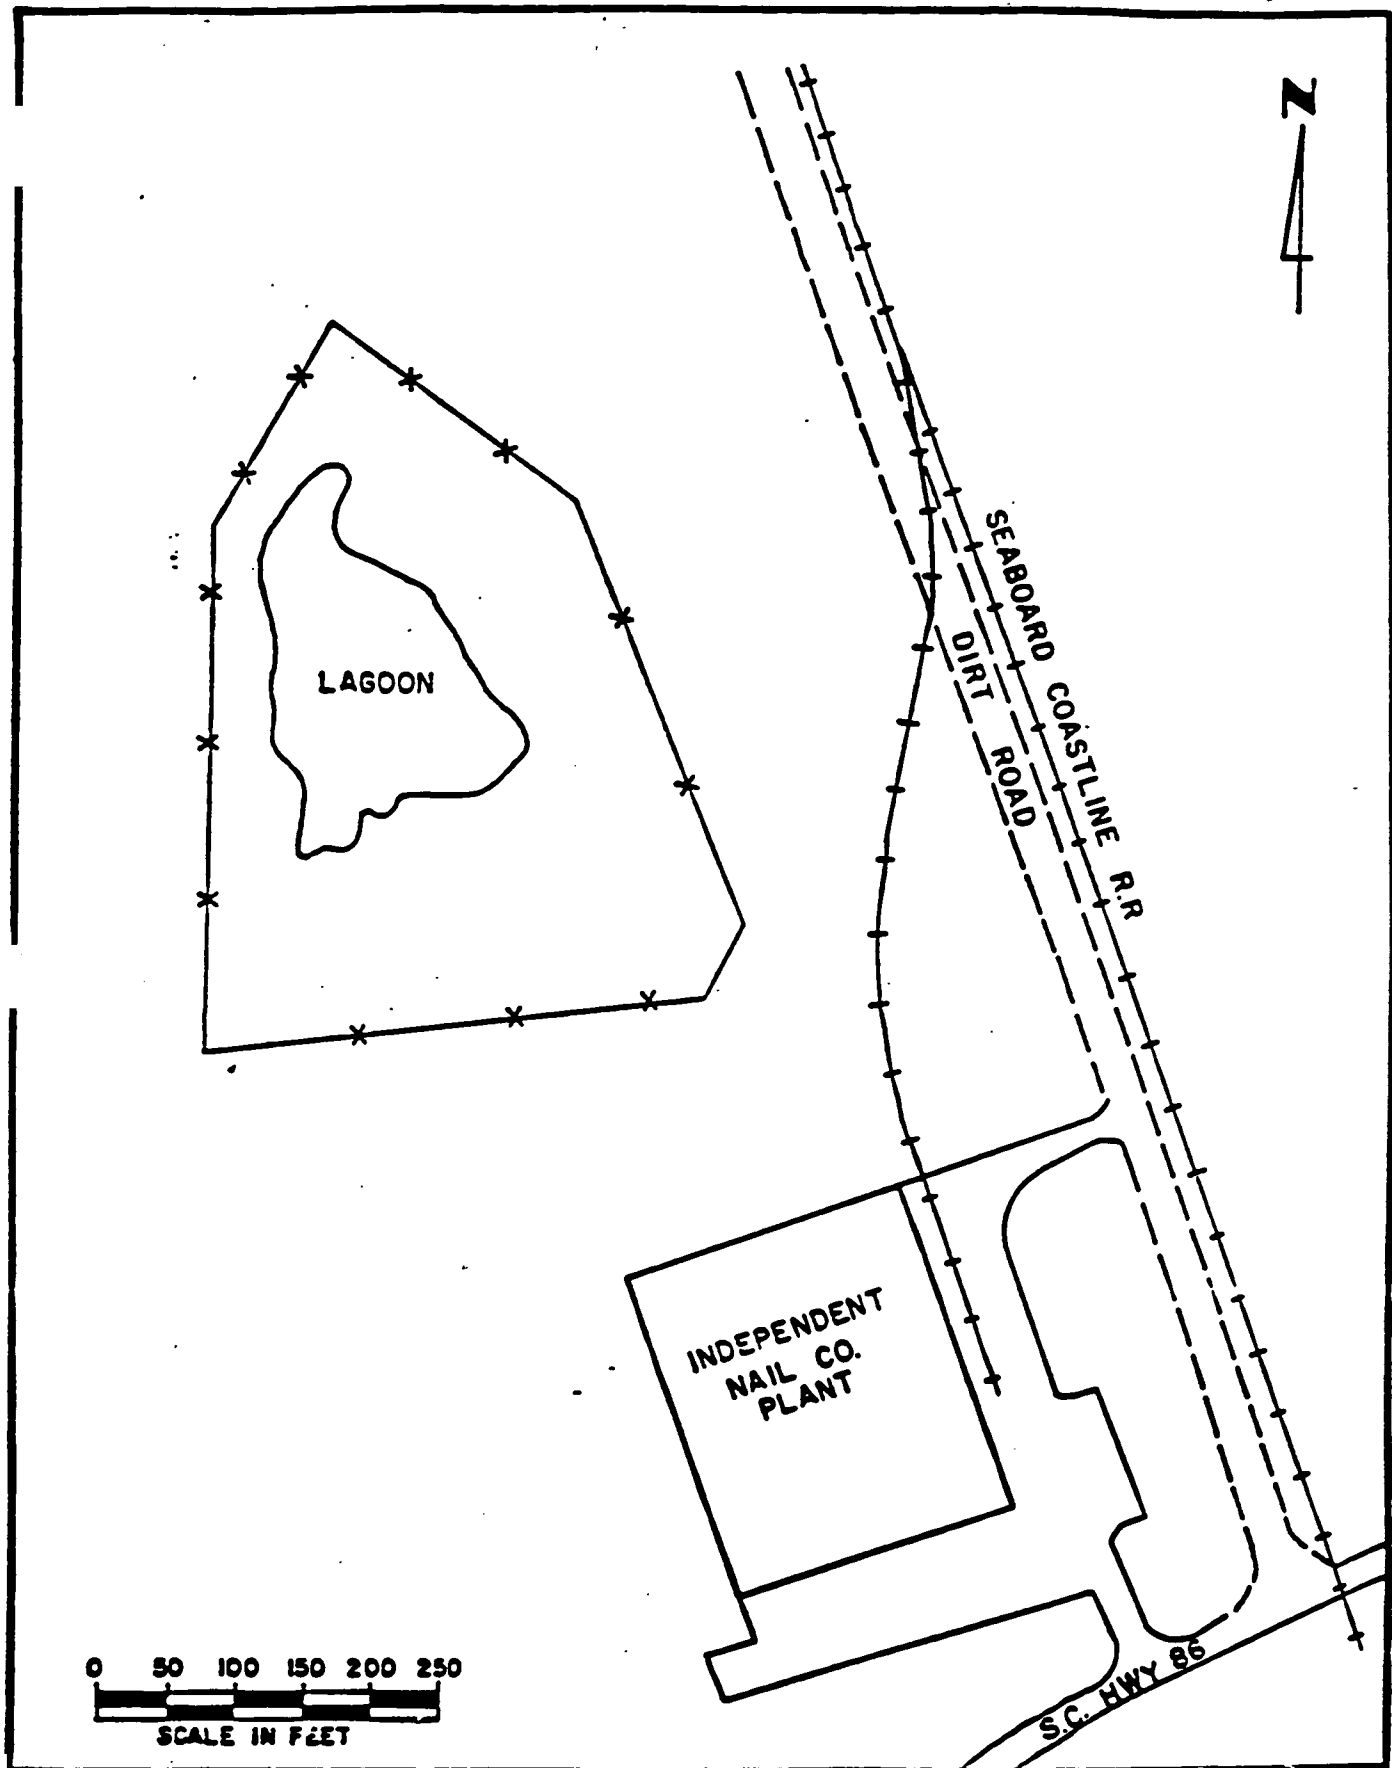 N
SEABOARD COASTLINE R.R
DIRT ROAD
LAGOON
INDEPENDENT
NAIL CO.
PLANT
S.C. HWY 86
0 50 100 150 200 250
SCALE IN FEET